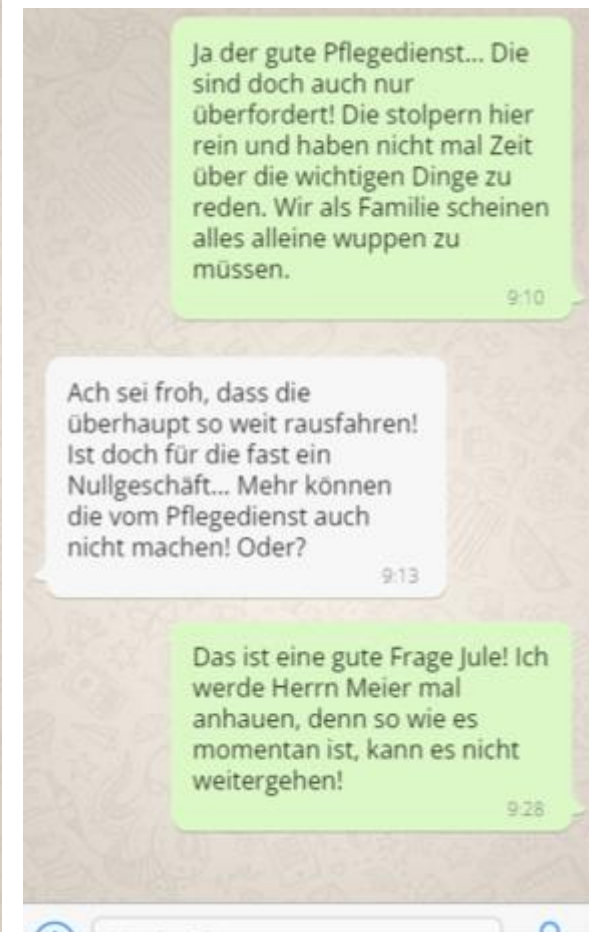 Ja der gute Pflegedienst... Die
sind doch auch nur
überfordert! Die stolpern hier
rein und haben nicht mal Zeit
über die wichtigen Dinge zu
reden. Wir als Familie scheinen
alles alleine wuppen zu
müssen.
9:10
Ach sei froh, dass die
überhaupt so weit rausfahren!
Ist doch für die fast ein
Nullgeschäft... Mehr können
die vom Pflegedienst auch
nicht machen! Oder?
9:13
Das ist eine gute Frage Jule! Ich
werde Herrn Meier mal
anhauen, denn so wie es
momentan ist, kann es nicht
weitergehen!
9:28